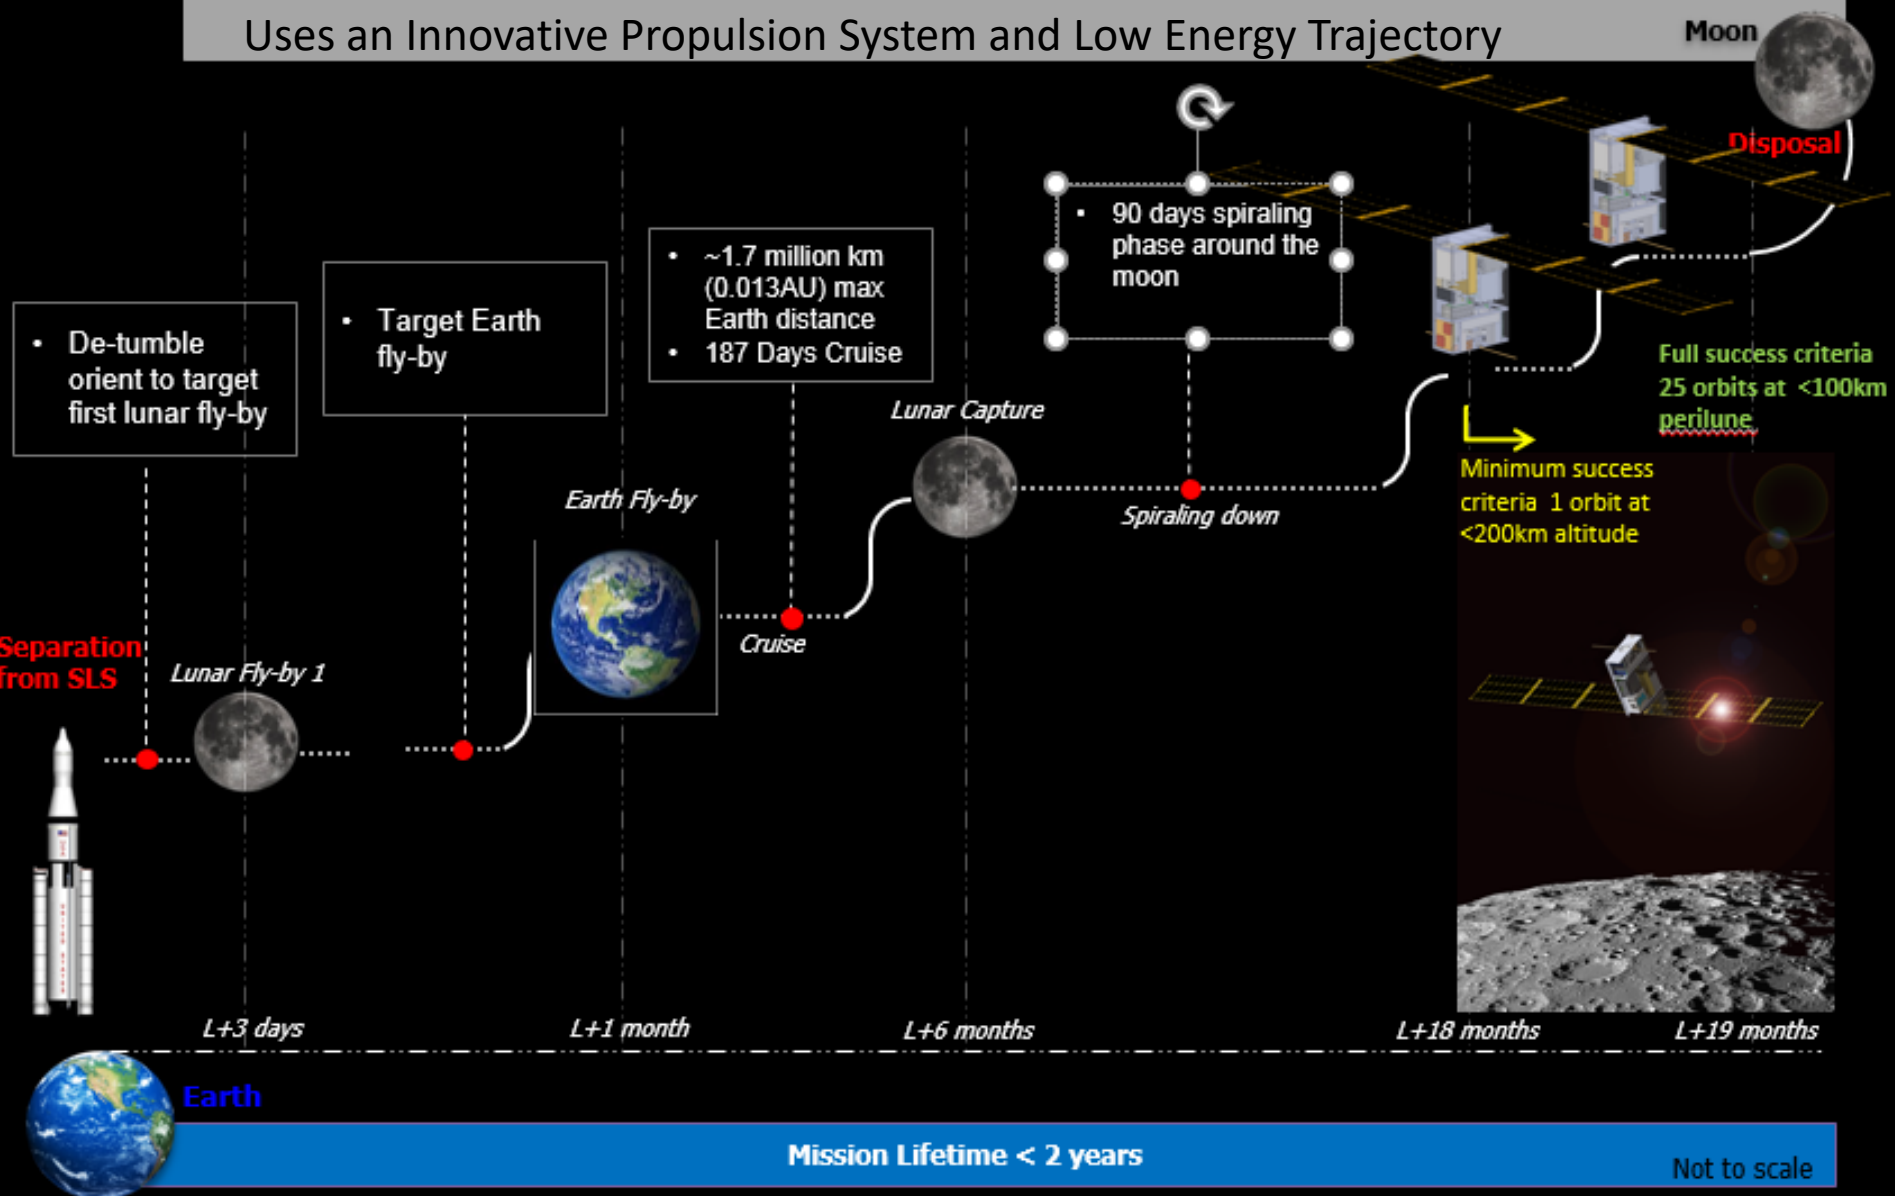 Uses an Innovative Propulsion System and Low Energy Trajectory
Moon
Disposal
• 90 days spiraling
phase around the
moon
• ~1.7 million km
(0.013AU) max
Earth distance
• 187 Days Cruise
• Target Earth
fly-by
• De-tumble
orient to target
first lunar fly-by
Full success criteria
25 orbits at <100km
perilune
Lunar Capture
Minimum success
criteria 1 orbit at
<200km altitude
Earth Fly-by
Spiraling down
Cruise
Separation
from SLS
Lunar Fly-by 1
UNITED STATES
L+3 days
L+1 month
L+6 months
L+18 months
L+19 months
Earth
Mission Lifetime < 2 years
Not to scale